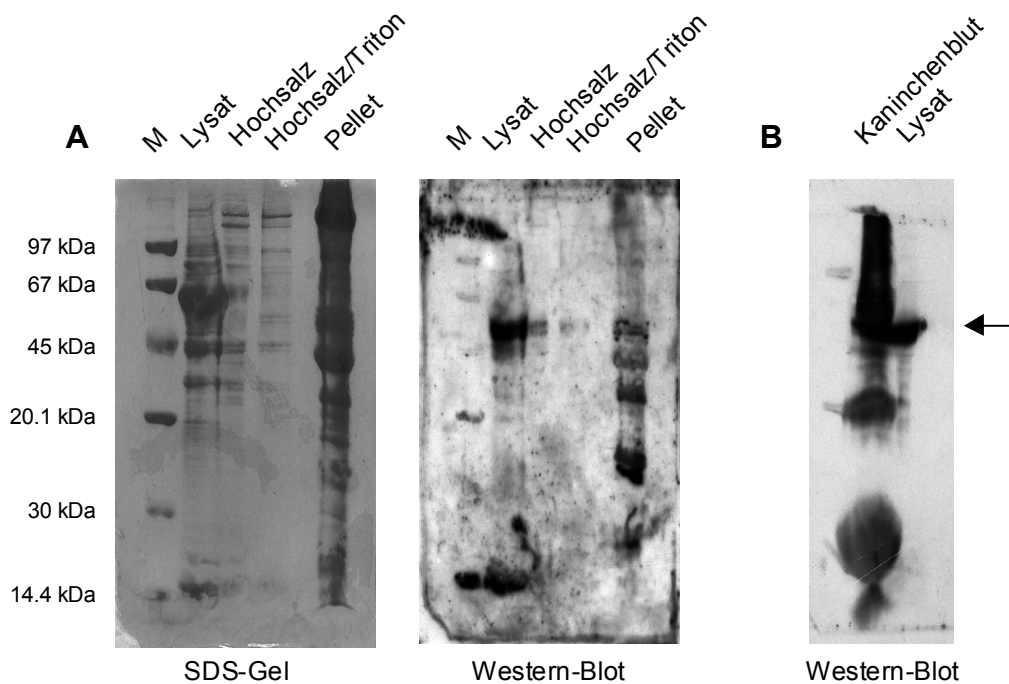 A
M
Lysat
Hochsalz
Hochsalz/Triton
Pellet
M
Lysat
Hochsalz
Hochsalz/Triton
Pellet
B
Kaninchenblut
Lysat
97 kDa
67 kDa
45 kDa
20.1 kDa
30 kDa
14.4 kDa
SDS-Gel
Western-Blot
Western-Blot